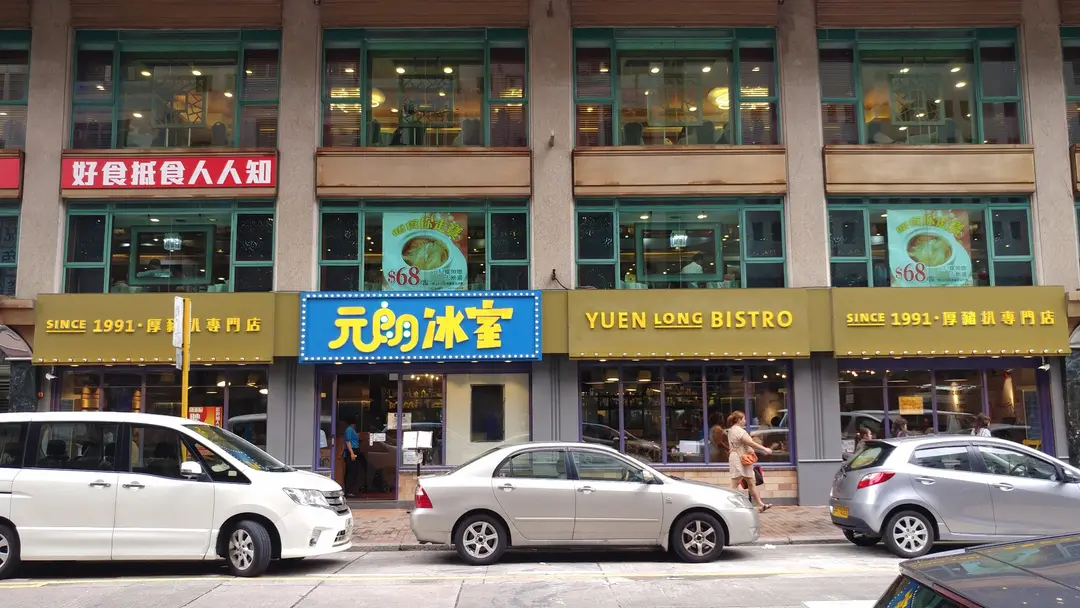 好食抵食人人知
$68
$68
SINCE 1991·厚豬扒專門店
元朗冰室
YUEN LONG BISTRO
SINCE 1991·厚豬扒專門店